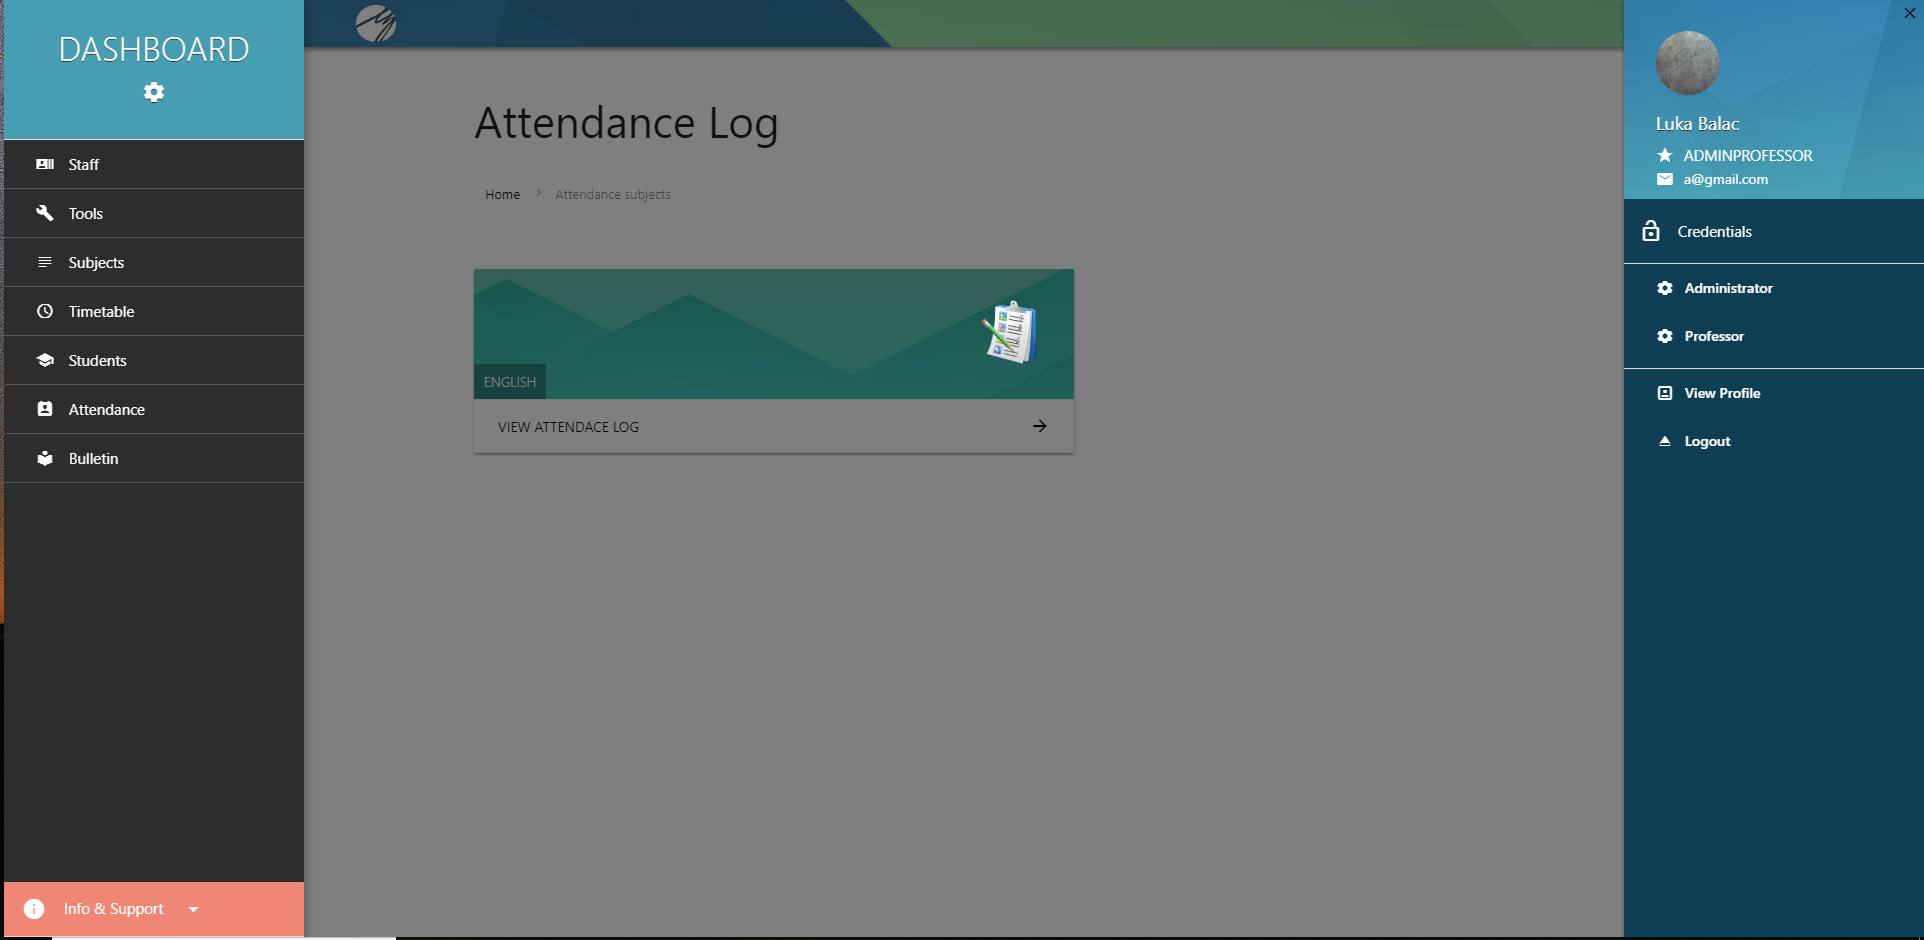 DASHBOARD
Staff
Tools
Subjects
Timetable
Students
Attendance
Bulletin
Info & Support
Attendance Log
Home > Attendance subjects
ENGLISH
VIEW ATTENDACE LOG
Luka Balac
ADMINPROFESSOR
a@gmail.com
Credentials
Administrator
Professor
View Profile
Logout